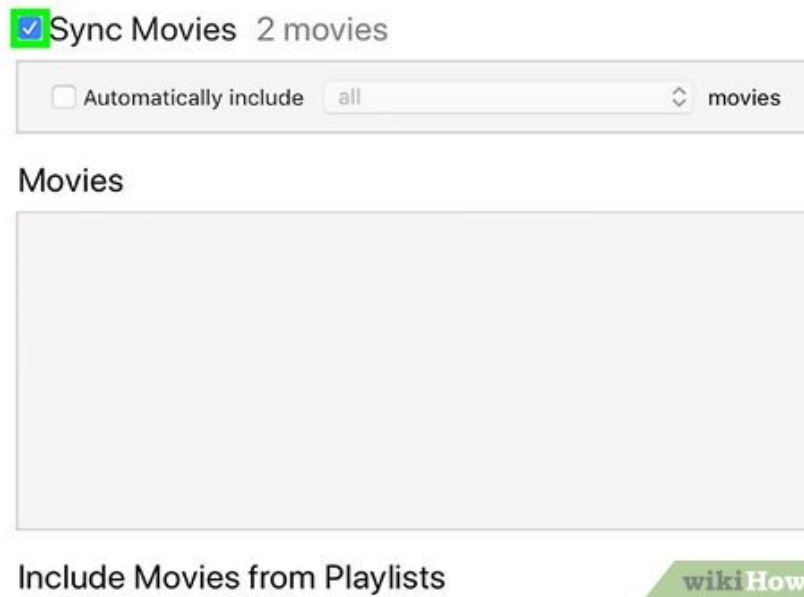 Sync Movies 2 movies
Automatically include all movies
Movies
Include Movies from Playlists
wikiHow